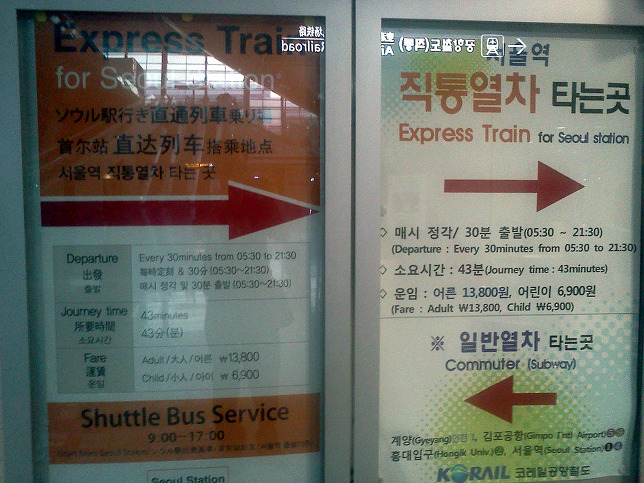 Express Train
for Seoul Station
ソウル駅行き直通列車乗り場
首尔站 直达列车搭乘地点
서울역 직통열차 타는 곳
Departure
出發
출발
Every 30minutes from 05:30 to 21:30
每時定刻 & 30分 (05:30~21:30)
매시 정각 및 30분 출발 (05:30~21:30)
Journey time
所要時間
소요시간
43minutes
43分(분)
Fare
運賃
운임
Adult / 大人 / 어른 ₩13,800
Child / 小人 / 아이 ₩6,900
Shuttle Bus Service
9:00~17:00
Seoul Station
Railroad
공항철도(직통)
서울역
직통열차 타는곳
Express Train for Seoul station
◇ 매시 정각/ 30분 출발(05:30 ~ 21:30)
(Departure : Every 30minutes from 05:30 to 21:30)
◇ 소요시간 : 43분(Journey time : 43minutes)
◇ 운임 : 어른 13,800원, 어린이 6,900원
(Fare : Adult ₩13,800, Child ₩6,900)
※ 일반열차 타는곳
Commuter (Subway)
계양(Gyeyang), 김포공항(Gimpo Int'l Airport)
홍대입구(Hongik Univ.), 서울역(Seoul Station)
KORAIL 코레일공항철도